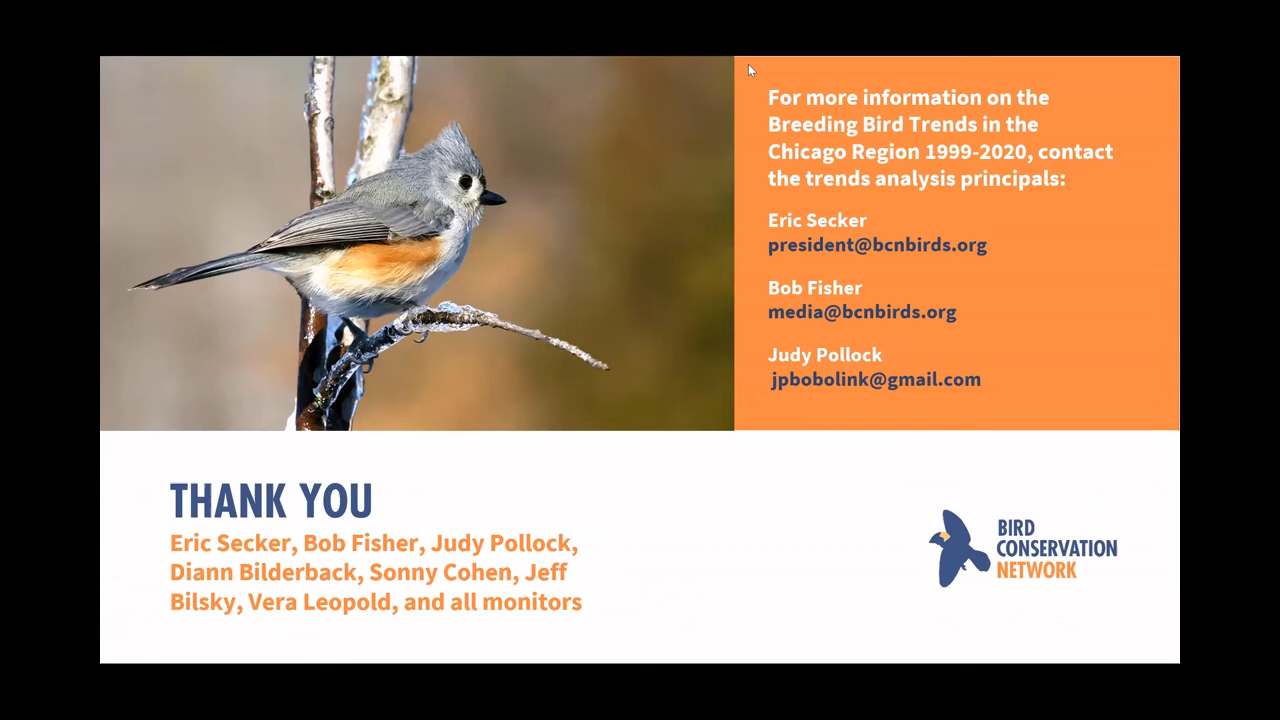 For more information on the
Breeding Bird Trends in the
Chicago Region 1999-2020, contact
the trends analysis principals:
Eric Secker
president@bcnbirds.org
Bob Fisher
media@bcnbirds.org
Judy Pollock
jpbobolink@gmail.com
THANK YOU
Eric Secker, Bob Fisher, Judy Pollock,
Diann Bilderback, Sonny Cohen, Jeff
Bilsky, Vera Leopold, and all monitors
BIRD
CONSERVATION
NETWORK